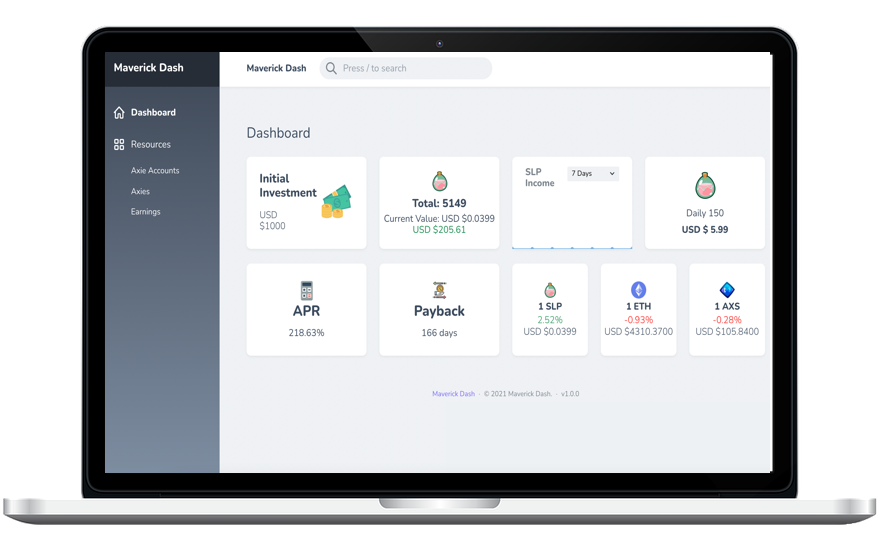 Maverick Dash
Maverick Dash
Press / to search
Dashboard
Resources
Axie Accounts
Axies
Earnings
Dashboard
Initial
Investment
USD
$1000
Total: 5149
Current Value: USD $0.0399
USD $205.61
SLP
Income
7 Days
Daily 150
USD $ 5.99
APR
218.63%
Payback
166 days
1 SLP
2.52%
USD $0.0399
1 ETH
-0.93%
USD $4310.3700
1 AXS
-0.28%
USD $105.8400
Maverick Dash · © 2021 Maverick Dash. · v1.0.0